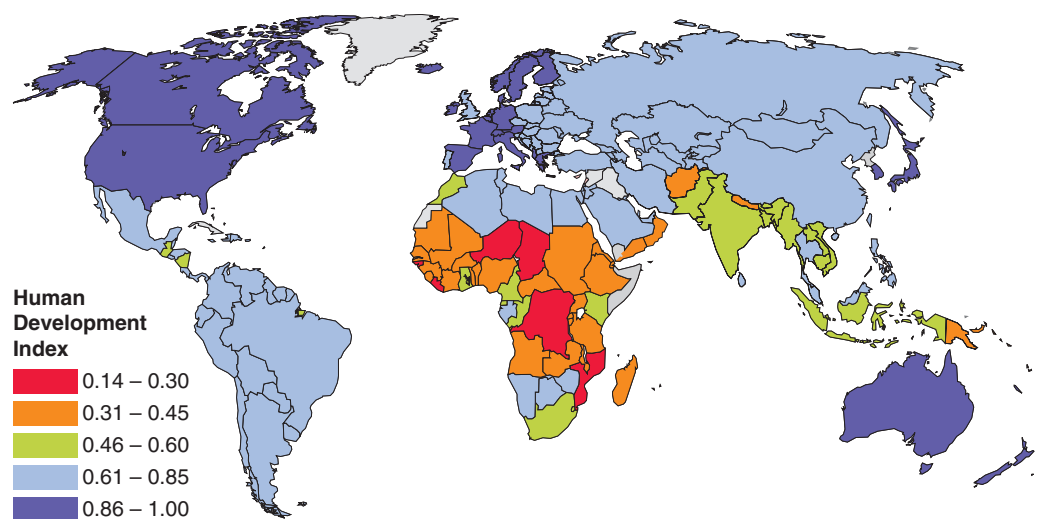 Human
Development
Index
0.14 – 0.30
0.31 – 0.45
0.46 – 0.60
0.61 – 0.85
0.86 – 1.00